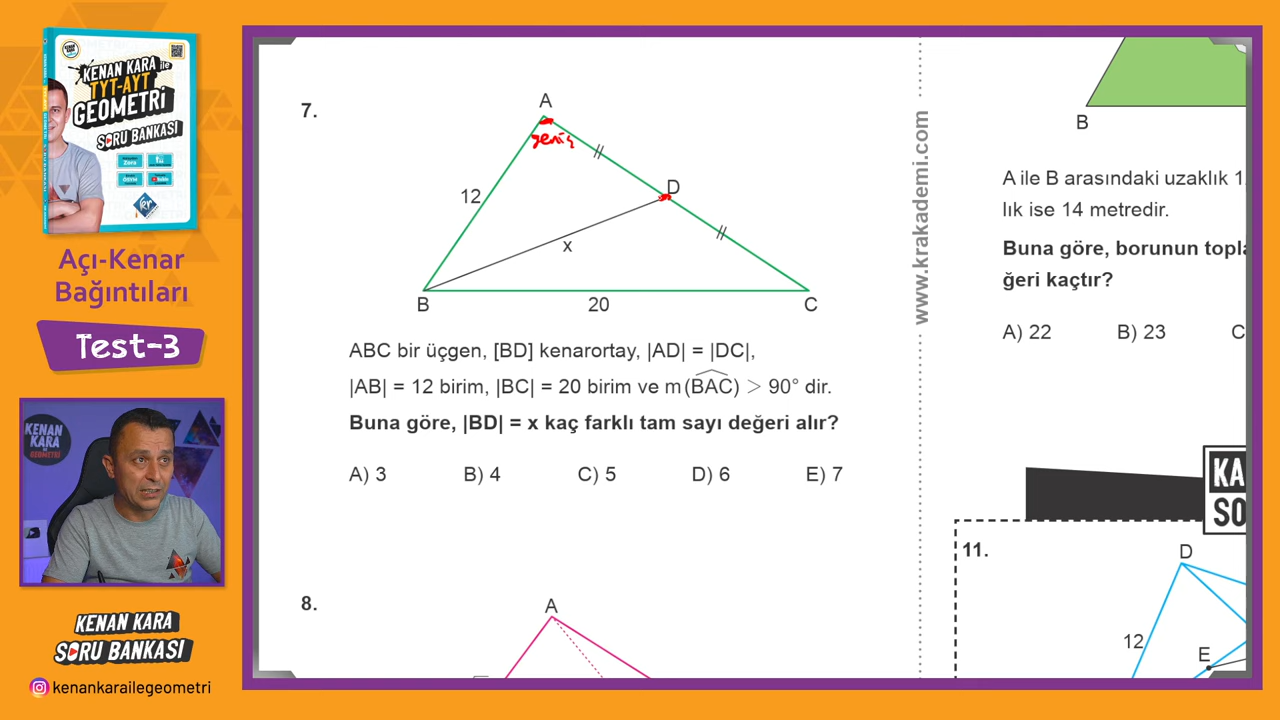 KENAN KARA ile
TYT-AYT
GEOMETRİ
SORU BANKASI
Açı-Kenar
Bağıntıları
Test-3
KENAN
KARA
GEOMETRİ
KENAN KARA
SORU BANKASI
kenankarailegeometri
7.
A
geniş
D
12
x
B
20
C
ABC bir üçgen, [BD] kenarortay, |AD| = |DC|,
|AB| = 12 birim, |BC| = 20 birim ve m(BAC) > 90° dir.
Buna göre, |BD| = x kaç farklı tam sayı değeri alır?
A) 3 B) 4 C) 5 D) 6 E) 7
8.
A
www.krakademi.com
B
A ile B arasındaki uzaklık 1
lık ise 14 metredir.
Buna göre, borunun topla
ğeri kaçtır?
A) 22 B) 23 C
KA
SO
11.
D
12
E